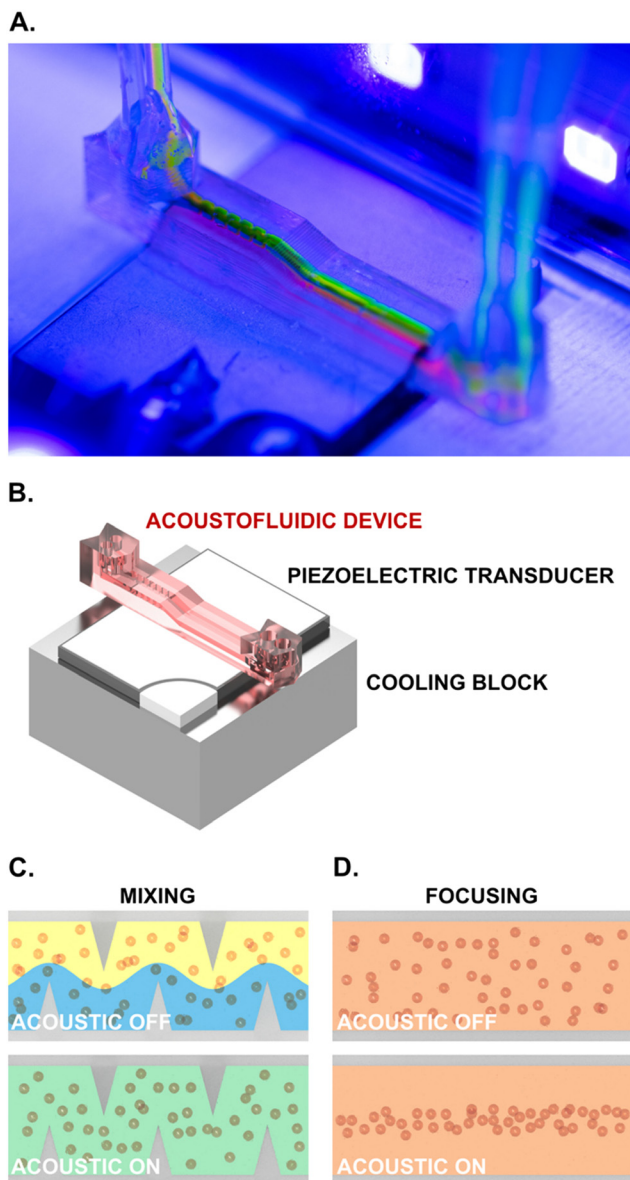 A.
B.
ACOUSTOFLUIDIC DEVICE
PIEZOELECTRIC TRANSDUCER
COOLING BLOCK
C.
MIXING
ACOUSTIC OFF
ACOUSTIC ON
D.
FOCUSING
ACOUSTIC OFF
ACOUSTIC ON